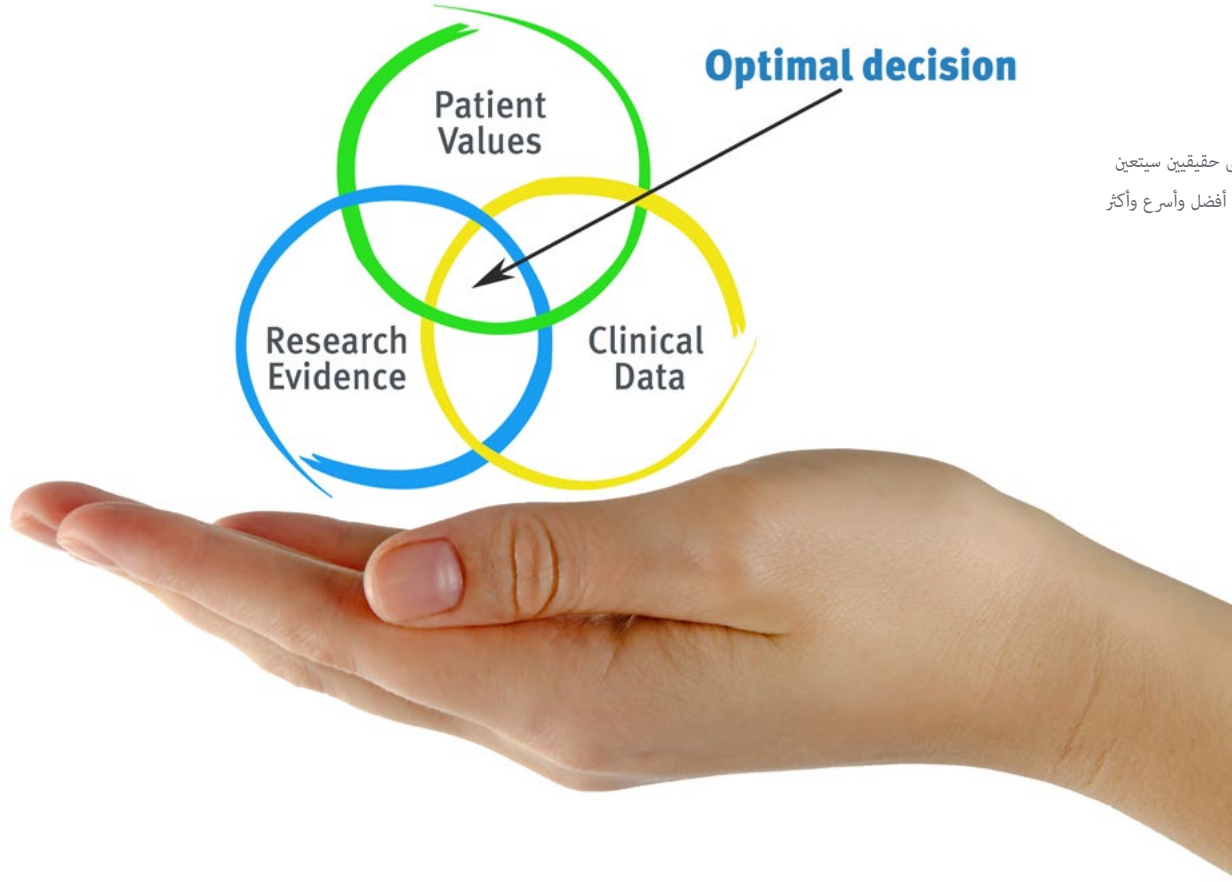 Optimal decision
Patient
Values
Research
Evidence
Clinical
Data
حقيقيين سيتعين
أفضل وأسرع وأكثر